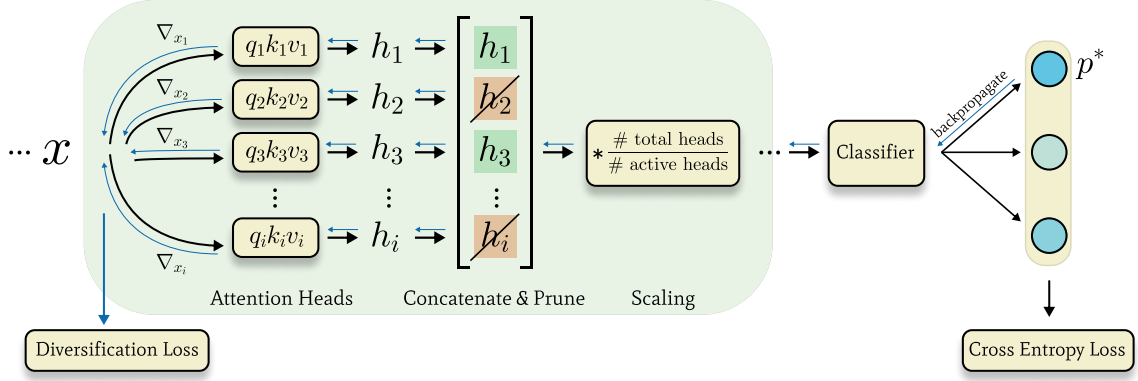 ... x
∇x₁
∇x₂
∇x₃
∇xᵢ
q₁k₁v₁
q₂k₂v₂
q₃k₃v₃
⋮
qᵢkᵢvᵢ
h₁
h₂
h₃
⋮
hᵢ
h₁
h₂
h₃
⋮
hᵢ
* # total heads
# active heads
...
Classifier
backpropagate
p*
Attention Heads
Concatenate & Prune
Scaling
Diversification Loss
Cross Entropy Loss